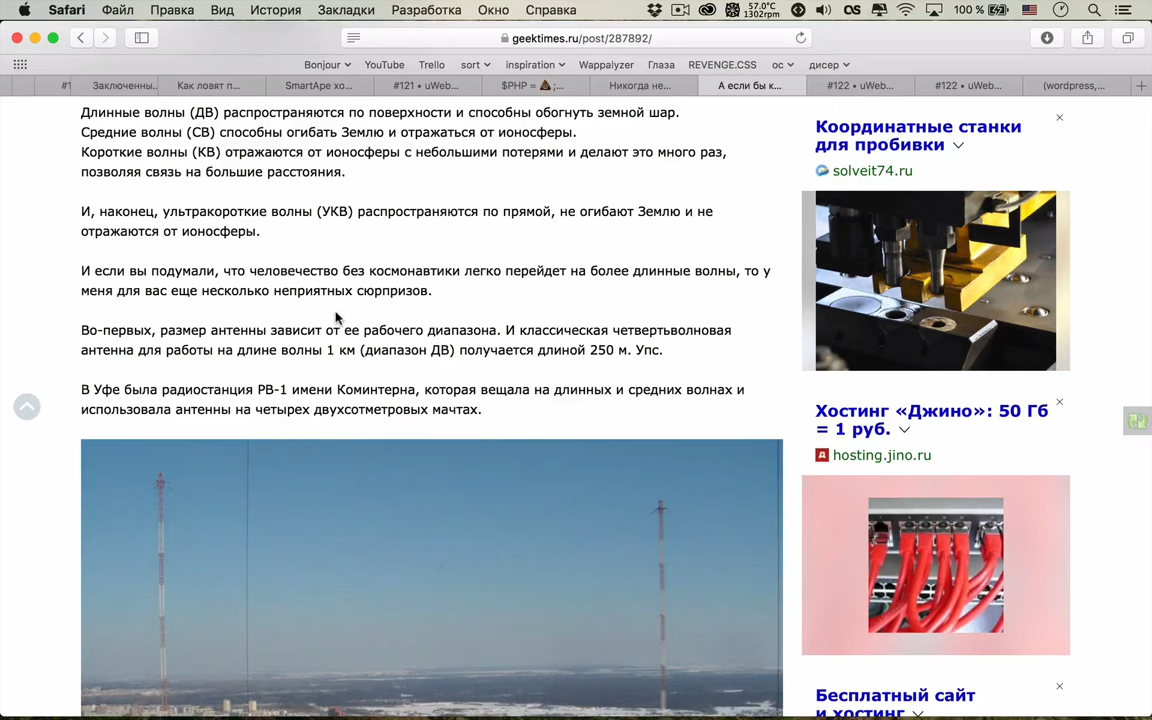 Safari Файл Правка Вид История Закладки Разработка Окно Справка 57.0°C 1302rpm 100 %
geektimes.ru/post/287892/
Bonjour YouTube Trello sort inspiration Wappalyzer Глаза REVENGE.CSS ос дисер
#1 Заключенны... Как ловят п... SmartApe хо... #121 • uWeb... $PHP = 💩;... Никогда не... А если бы к... #122 • uWeb... #122 • uWeb... (wordpress,...
Длинные волны (ДВ) распространяются по поверхности и способны обогнуть земной шар.
Средние волны (СВ) способны огибать Землю и отражаться от ионосферы.
Короткие волны (КВ) отражаются от ионосферы с небольшими потерями и делают это много раз,
позволяя связь на большие расстояния.
И, наконец, ультракороткие волны (УКВ) распространяются по прямой, не огибают Землю и не
отражаются от ионосферы.
И если вы подумали, что человечество без космонавтики легко перейдет на более длинные волны, то у
меня для вас еще несколько неприятных сюрпризов.
Во-первых, размер антенны зависит от ее рабочего диапазона. И классическая четвертьволновая
антенна для работы на длине волны 1 км (диапазон ДВ) получается длиной 250 м. Упс.
В Уфе была радиостанция РВ-1 имени Коминтерна, которая вещала на длинных и средних волнах и
использовала антенны на четырех двухсотметровых мачтах.
Координатные станки
для пробивки
solveit74.ru
Хостинг «Джино»: 50 Гб
= 1 руб.
hosting.jino.ru
Бесплатный сайт
и хостинг